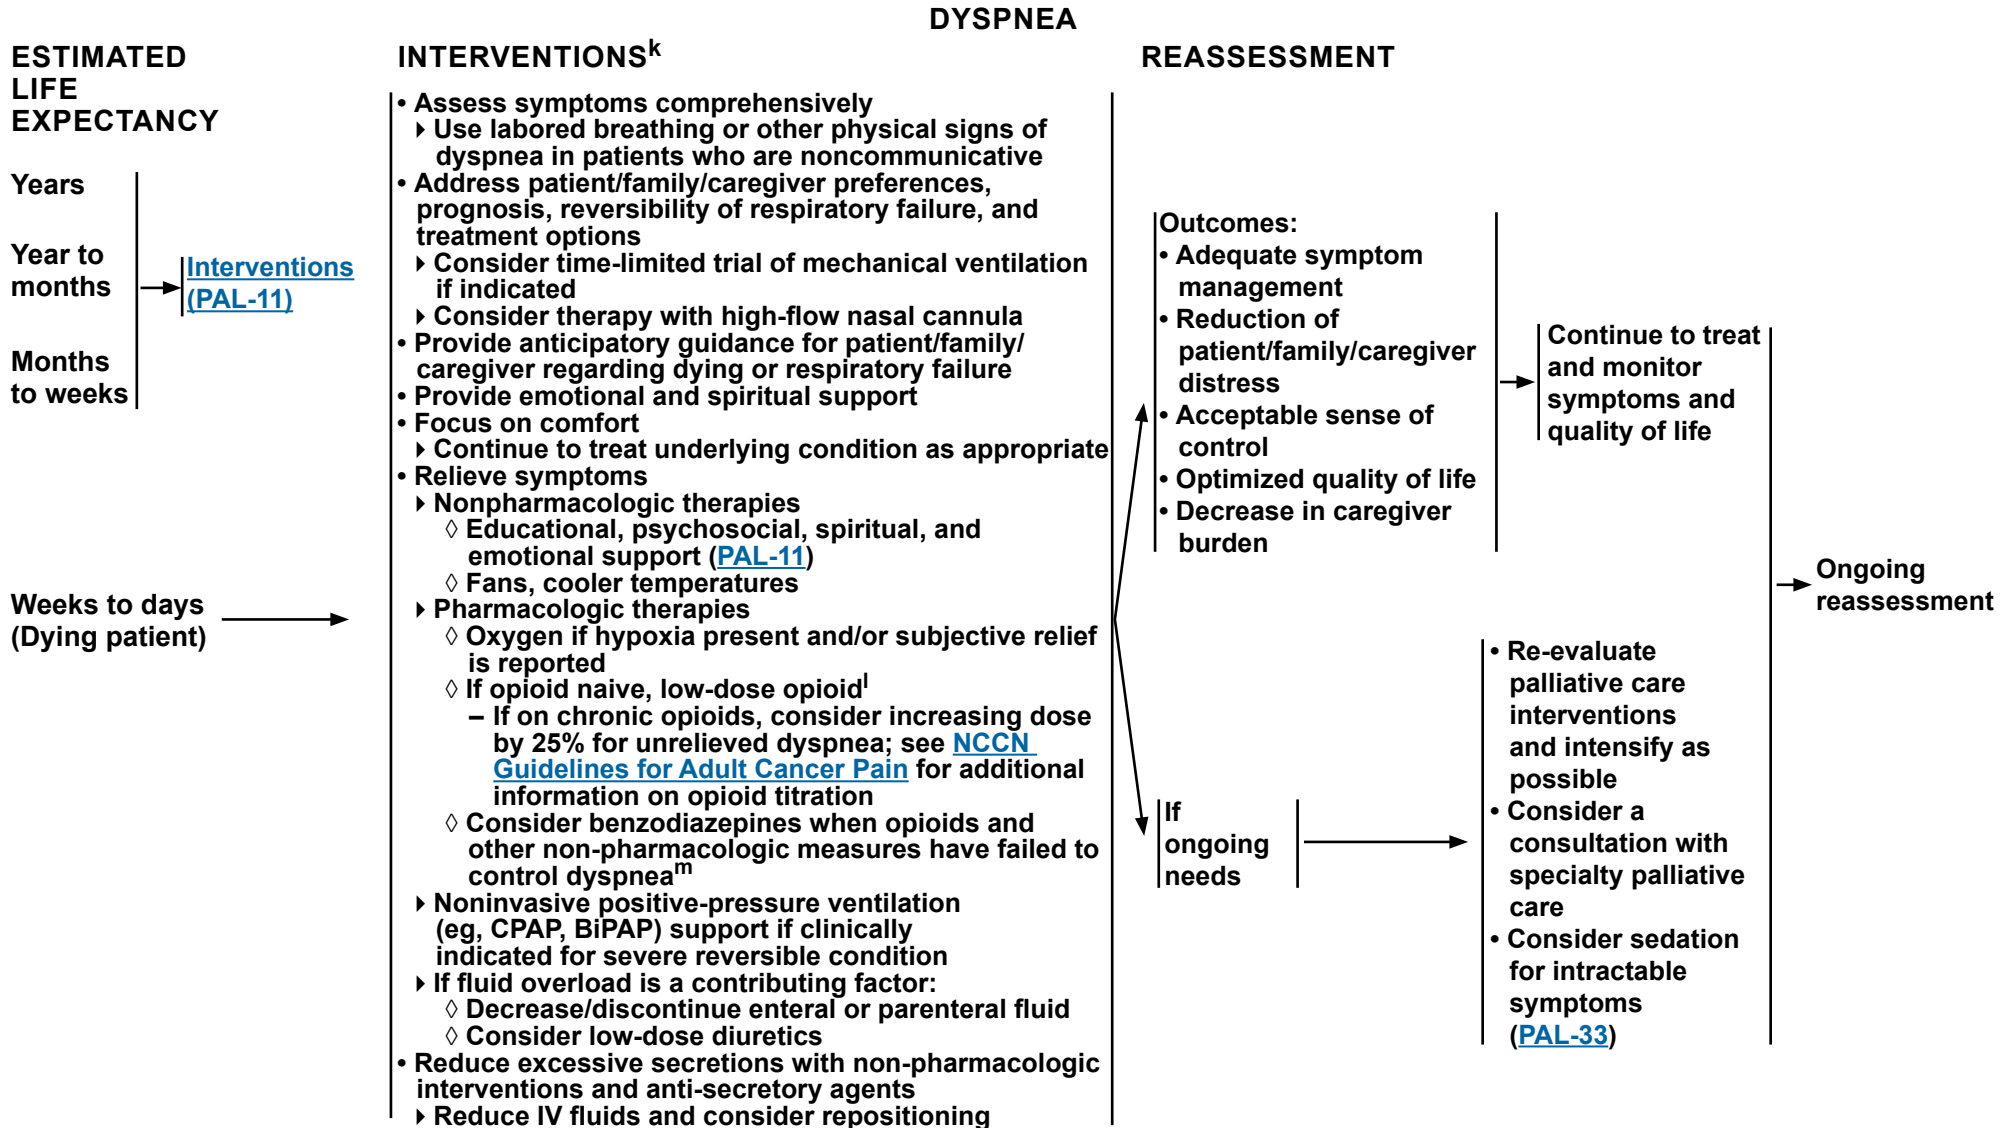 DYSPNEA
ESTIMATED
LIFE
EXPECTANCY
Years
Year to
months
Months
to weeks
Interventions
(PAL-11)
Weeks to days
(Dying patient)
INTERVENTIONSk
• Assess symptoms comprehensively
‣ Use labored breathing or other physical signs of
dyspnea in patients who are noncommunicative
• Address patient/family/caregiver preferences,
prognosis, reversibility of respiratory failure, and
treatment options
‣ Consider time-limited trial of mechanical ventilation
if indicated
‣ Consider therapy with high-flow nasal cannula
• Provide anticipatory guidance for patient/family/
caregiver regarding dying or respiratory failure
• Provide emotional and spiritual support
• Focus on comfort
‣ Continue to treat underlying condition as appropriate
• Relieve symptoms
‣ Nonpharmacologic therapies
◊ Educational, psychosocial, spiritual, and
emotional support (PAL-11)
◊ Fans, cooler temperatures
‣ Pharmacologic therapies
◊ Oxygen if hypoxia present and/or subjective relief
is reported
◊ If opioid naive, low-dose opioidl
– If on chronic opioids, consider increasing dose
by 25% for unrelieved dyspnea; see NCCN
Guidelines for Adult Cancer Pain for additional
information on opioid titration
◊ Consider benzodiazepines when opioids and
other non-pharmacologic measures have failed to
control dyspneam
‣ Noninvasive positive-pressure ventilation
(eg, CPAP, BiPAP) support if clinically
indicated for severe reversible condition
‣ If fluid overload is a contributing factor:
◊ Decrease/discontinue enteral or parenteral fluid
◊ Consider low-dose diuretics
• Reduce excessive secretions with non-pharmacologic
interventions and anti-secretory agents
‣ Reduce IV fluids and consider repositioning
REASSESSMENT
Outcomes:
• Adequate symptom
management
• Reduction of
patient/family/caregiver
distress
• Acceptable sense of
control
• Optimized quality of life
• Decrease in caregiver
burden
Continue to treat
and monitor
symptoms and
quality of life
If
ongoing
needs
• Re-evaluate
palliative care
interventions
and intensify as
possible
• Consider a
consultation with
specialty palliative
care
• Consider sedation
for intractable
symptoms
(PAL-33)
Ongoing
reassessment